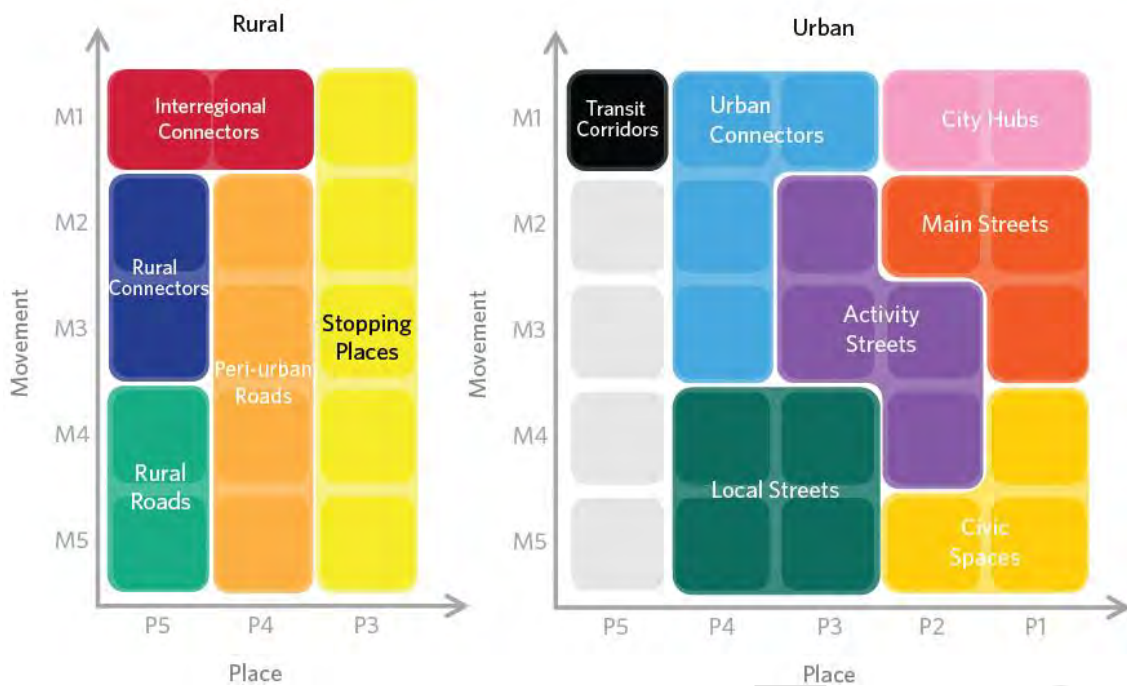 Rural
Urban
M1
M2
M3
M4
M5
Movement
Interregional
Connectors
Rural
Connectors
Rural
Roads
Peri-urban
Roads
Stopping
Places
P5
P4
P3
Place
M1
M2
M3
M4
M5
Movement
Transit
Corridors
Urban
Connectors
City Hubs
Main Streets
Activity
Streets
Local Streets
Civic
Spaces
P5
P4
P3
P2
P1
Place